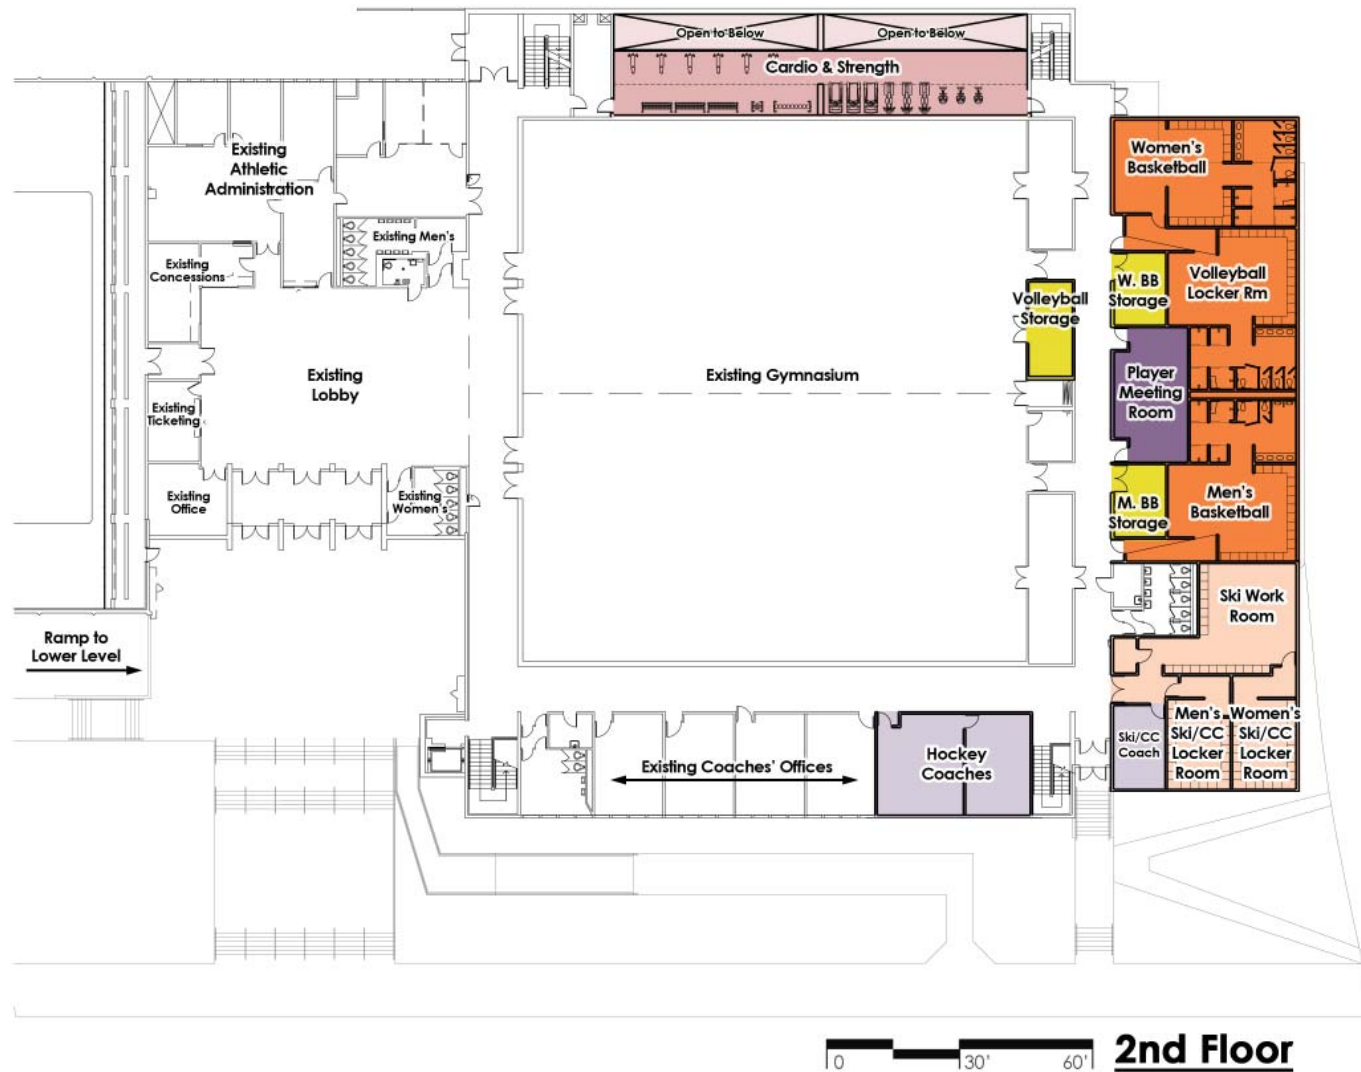 Open to Below
Open to Below
Cardio & Strength
Existing
Athletic
Administration
Women's
Basketball
Existing Men's
Existing
Concessions
Volleyball
Locker Rm
W. BB
Storage
Volleyball
Storage
Existing
Lobby
Existing Gymnasium
Player
Meeting
Room
Existing
Ticketing
Existing
Office
Existing
Women's
M. BB
Storage
Men's
Basketball
Ski Work
Room
Ramp to
Lower Level
Men's
Ski/CC
Locker
Room
Women's
Ski/CC
Locker
Room
Ski/CC
Coach
Existing Coaches' Offices
Hockey
Coaches
0 30' 60'
2nd Floor